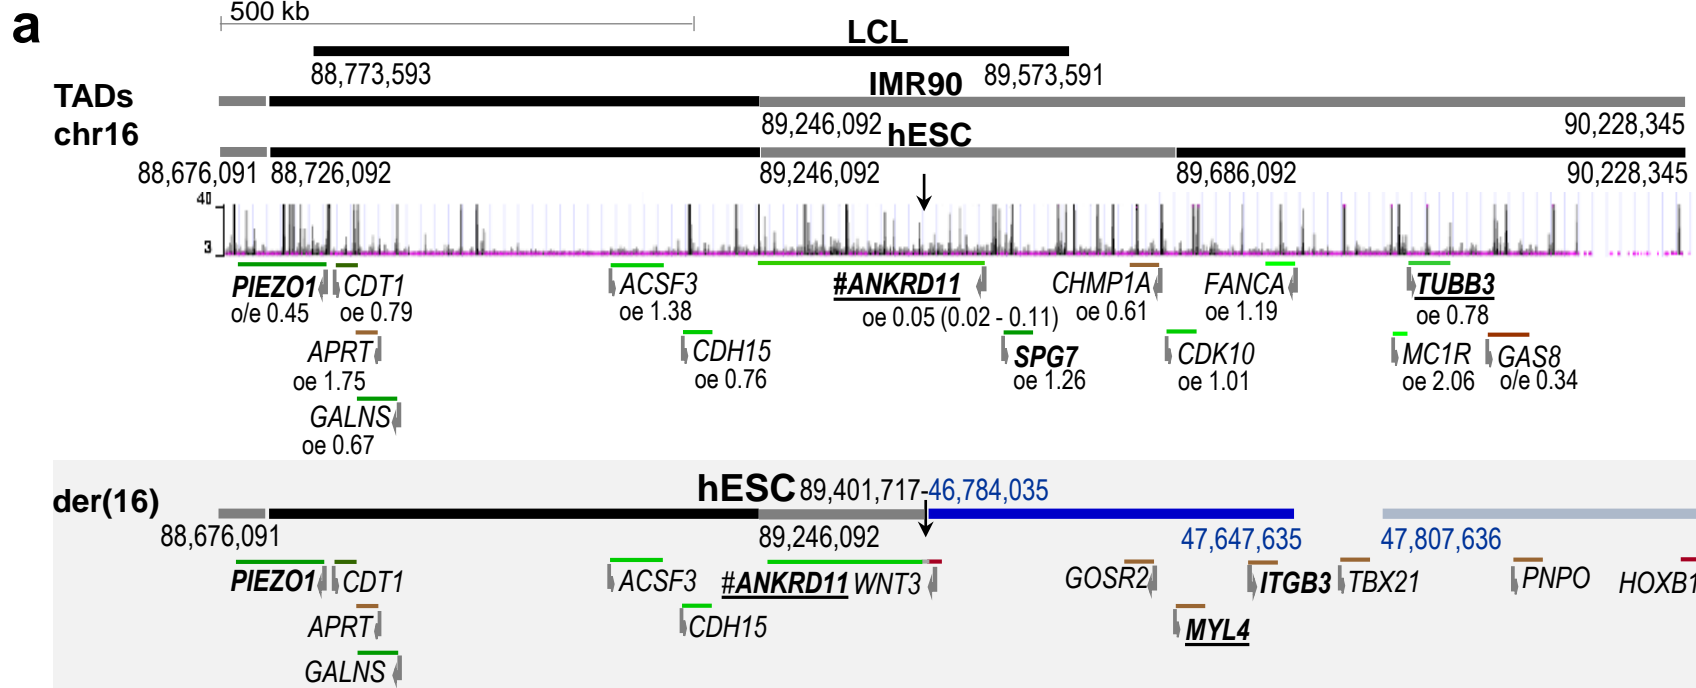 a
500 kb
LCL
88,773,593 89,573,591
TADs IMR90
chr16 89,246,092 90,228,345
hESC
88,676,091 88,726,092 89,246,092 89,686,092 90,228,345
40
3
PIEZO1 CDT1 ACSF3 #ANKRD11 CHMP1A FANCA TUBB3
o/e 0.45 oe 0.79 oe 1.38 oe 0.05 (0.02 - 0.11) oe 0.61 oe 1.19 oe 0.78
APRT CDH15 SPG7 CDK10 MC1R GAS8
oe 1.75 oe 0.76 oe 1.26 oe 1.01 oe 2.06 o/e 0.34
GALNS
oe 0.67
der(16) hESC 89,401,717-46,784,035
88,676,091 89,246,092 47,647,635 47,807,636
PIEZO1 CDT1 ACSF3 #ANKRD11 WNT3 GOSR2 ITGB3 TBX21 PNPO HOXB1
APRT CDH15 MYL4
GALNS